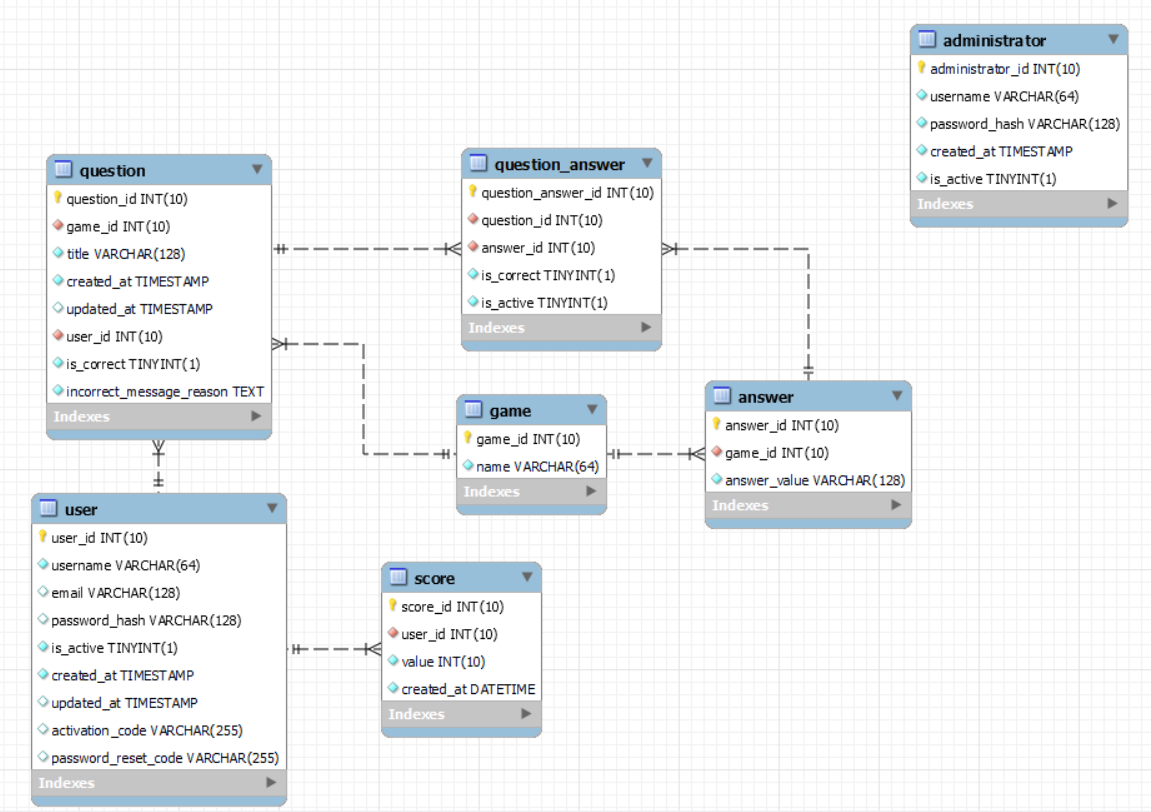 administrator
administrator_id INT(10)
username VARCHAR(64)
password_hash VARCHAR(128)
created_at TIMESTAMP
is_active TINYINT(1)
Indexes
question
question_id INT(10)
game_id INT(10)
title VARCHAR(128)
created_at TIMESTAMP
updated_at TIMESTAMP
user_id INT(10)
is_correct TINYINT(1)
incorrect_message_reason TEXT
Indexes
question_answer
question_answer_id INT(10)
question_id INT(10)
answer_id INT(10)
is_correct TINYINT(1)
is_active TINYINT(1)
Indexes
game
game_id INT(10)
name VARCHAR(64)
Indexes
answer
answer_id INT(10)
game_id INT(10)
answer_value VARCHAR(128)
Indexes
user
user_id INT(10)
username VARCHAR(64)
email VARCHAR(128)
password_hash VARCHAR(128)
is_active TINYINT(1)
created_at TIMESTAMP
updated_at TIMESTAMP
activation_code VARCHAR(255)
password_reset_code VARCHAR(255)
Indexes
score
score_id INT(10)
user_id INT(10)
value INT(10)
created_at DATETIME
Indexes